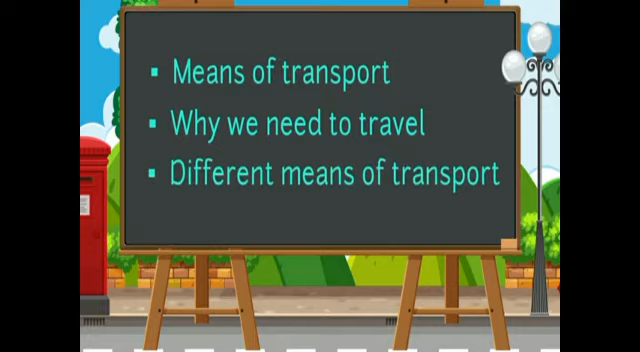 ▪ Means of transport
▪ Why we need to travel
▪ Different means of transport